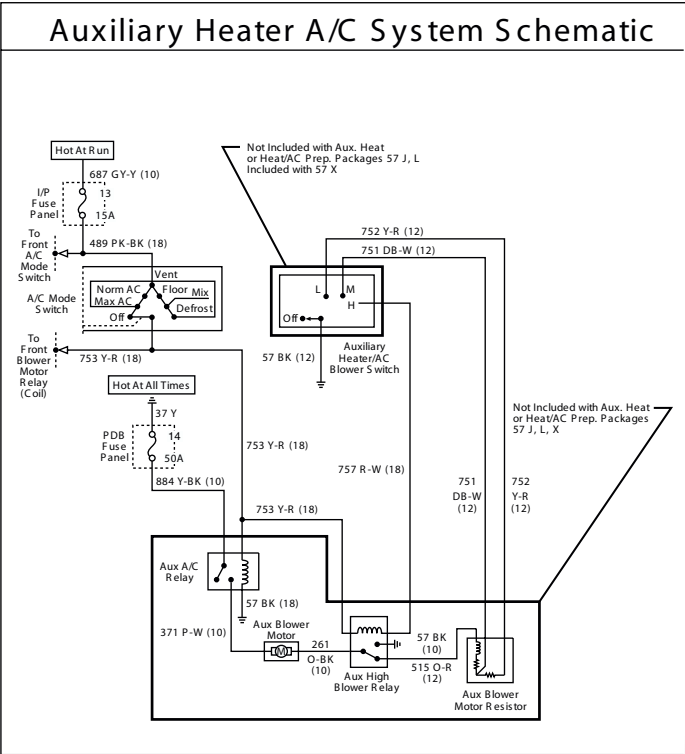 Auxiliary Heater A/C System Schematic
Hot At Run
687 GY-Y (10)
I/P
Fuse
Panel
13
15A
To
Front
A/C
Mode
Switch
489 PK-BK (18)
Vent
Norm AC
Floor
Mix
Max AC
Defrost
Off
A/C Mode
Switch
To
Front
Blower
Motor
Relay
(Coil)
753 Y-R (18)
Hot At All Times
37 Y
PDB
Fuse
Panel
14
50A
884 Y-BK (10)
753 Y-R (18)
753 Y-R (18)
Not Included with Aux. Heat
or Heat/AC Prep. Packages 57 J, L
Included with 57 X
752 Y-R (12)
751 DB-W (12)
L
M
H
Off
57 BK (12)
Auxiliary
Heater/AC
Blower Switch
757 R-W (18)
Not Included with Aux. Heat
or Heat/AC Prep. Packages
57 J, L, X
751
DB-W
(12)
752
Y-R
(12)
Aux A/C
Relay
57 BK (18)
371 P-W (10)
Aux Blower
Motor
M
261
O-BK
(10)
Aux High
Blower Relay
57 BK
(10)
515 O-R
(12)
Aux Blower
Motor Resistor